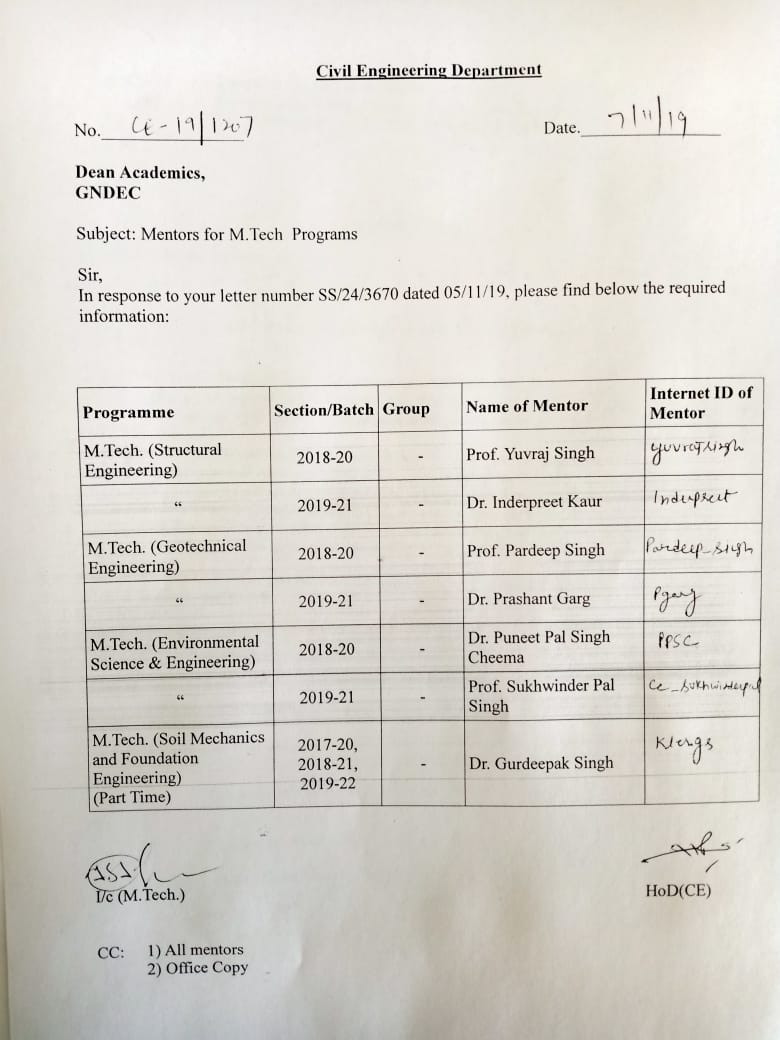 Civil Engineering Department
No. CE-19/1207 Date. 7/11/19
Dean Academics,
GNDEC
Subject: Mentors for M.Tech Programs
Sir,
In response to your letter number SS/24/3670 dated 05/11/19, please find below the required
information:
Programme Section/Batch Group Name of Mentor Internet ID of Mentor
M.Tech. (Structural Engineering) 2018-20 - Prof. Yuvraj Singh yuvrajsingh
“ 2019-21 - Dr. Inderpreet Kaur Inderpreet
M.Tech. (Geotechnical Engineering) 2018-20 - Prof. Pardeep Singh Pardeep_singh
“ 2019-21 - Dr. Prashant Garg Pgarg
M.Tech. (Environmental Science & Engineering) 2018-20 - Dr. Puneet Pal Singh Cheema PPSC
“ 2019-21 - Prof. Sukhwinder Pal Singh Ce_sukhwinderpal
M.Tech. (Soil Mechanics and Foundation Engineering) (Part Time) 2017-20, 2018-21, 2019-22 - Dr. Gurdeepak Singh
I/c (M.Tech.) HoD(CE)
CC: 1) All mentors
2) Office Copy